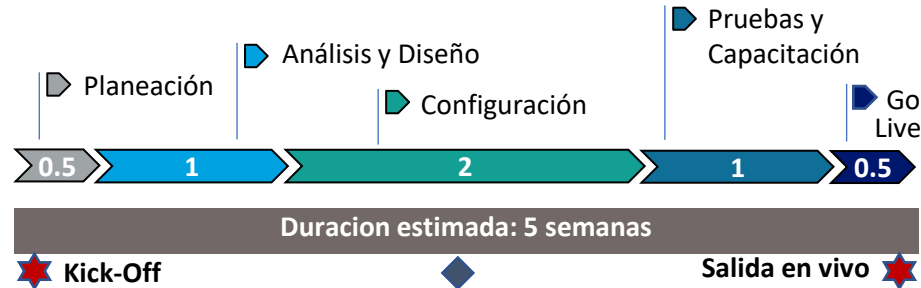 Pruebas y
Capacitación
Análisis y Diseño
Planeación
Configuración
Go
Live
0.5
1
2
1
0.5
Duracion estimada: 5 semanas
Kick-Off
Salida en vivo